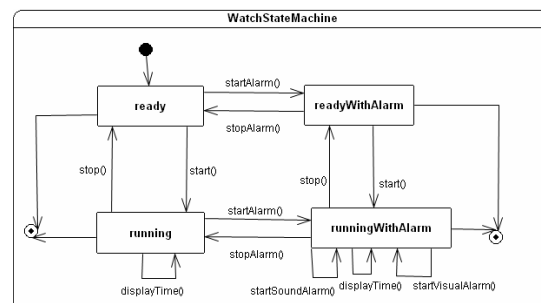 WatchStateMachine
startAlarm()
ready
readyWithAlarm
stopAlarm()
stop()
start()
stop()
start()
startAlarm()
running
runningWithAlarm
stopAlarm()
displayTime()
startSoundAlarm()
displayTime()
startVisualAlarm()